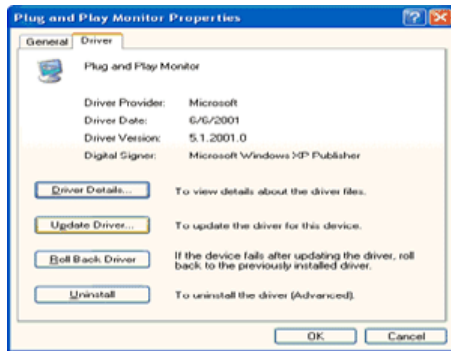 Plug and Play Monitor Properties
General Driver
Plug and Play Monitor
Driver Provider: Microsoft
Driver Date: 6/6/2001
Driver Version: 5.1.2001.0
Digital Signer: Microsoft Windows XP Publisher
Driver Details... To view details about the driver files.
Update Driver... To update the driver for this device.
Roll Back Driver If the device fails after updating the driver, roll
back to the previously installed driver.
Uninstall To uninstall the driver (Advanced).
OK Cancel